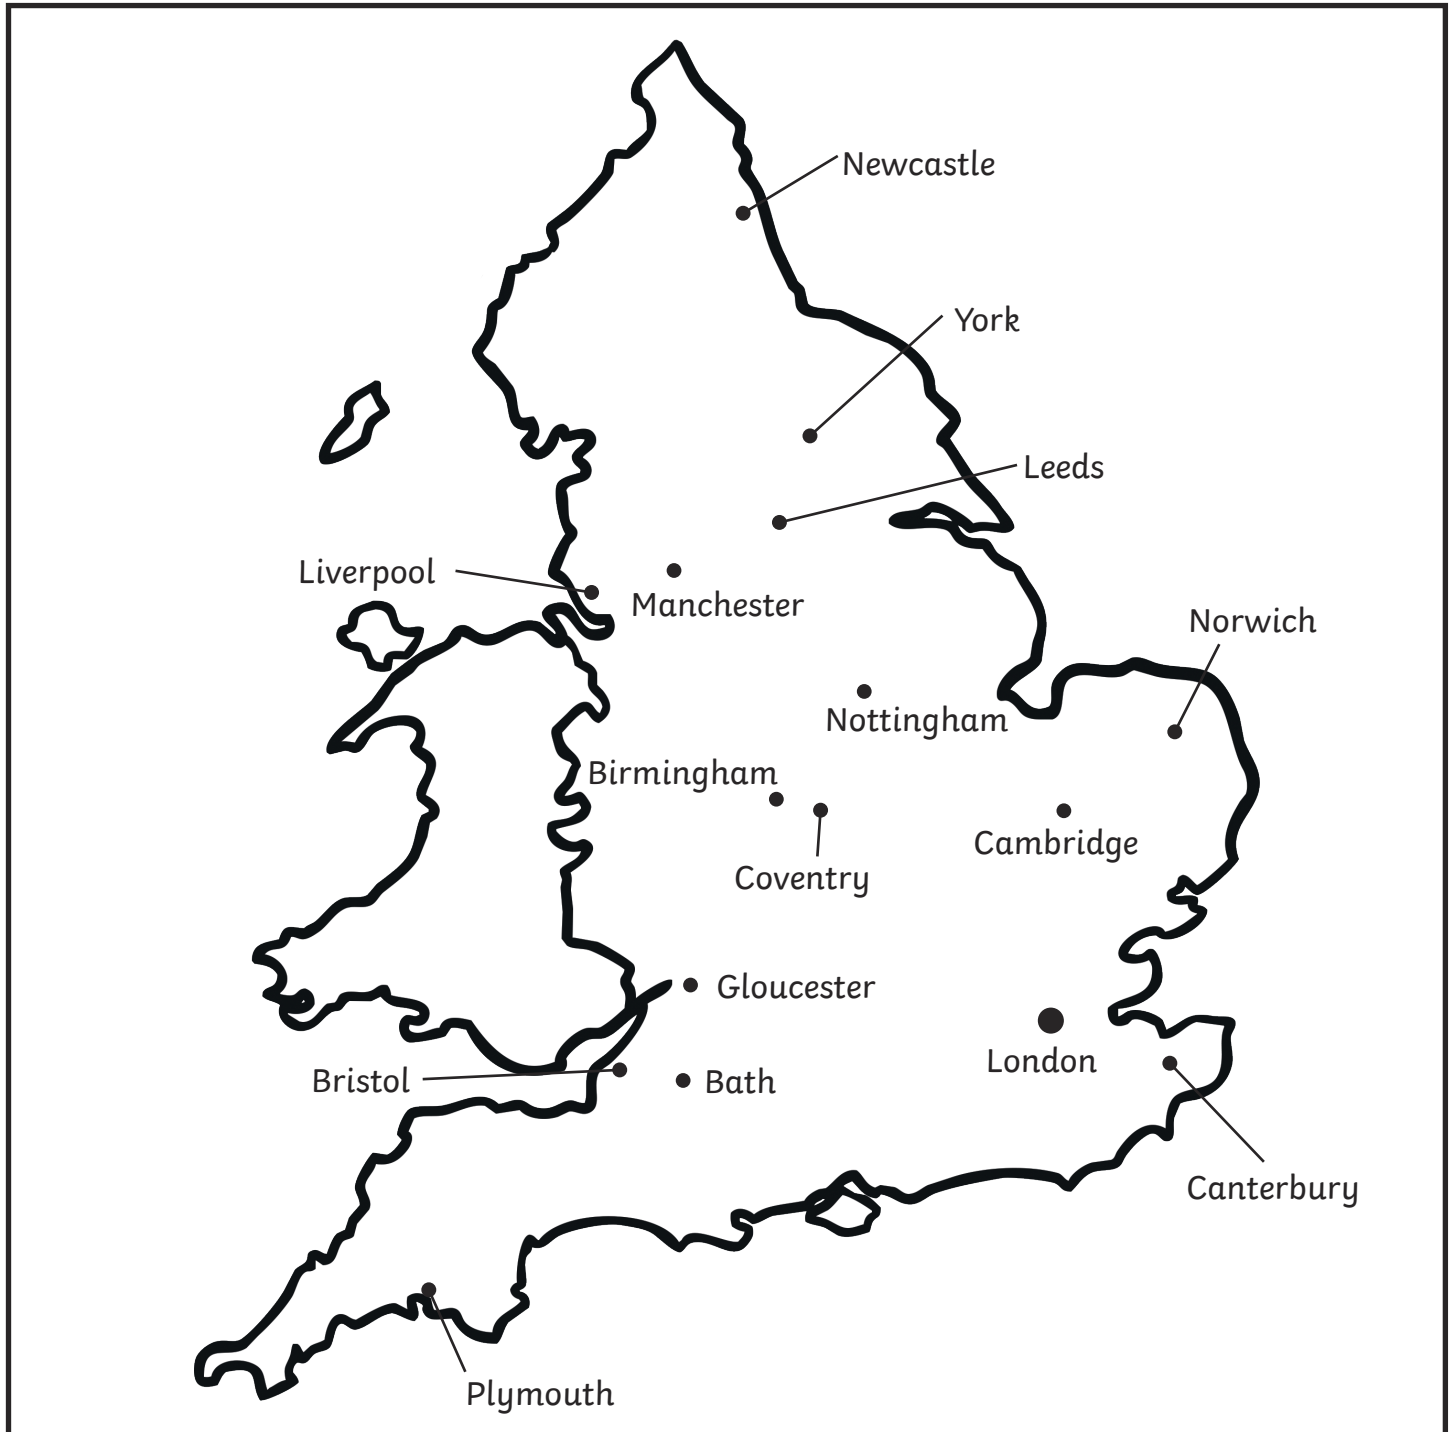 Newcastle
York
Leeds
Liverpool
Manchester
Norwich
Nottingham
Birmingham
Cambridge
Coventry
Gloucester
London
Bristol
Bath
Canterbury
Plymouth